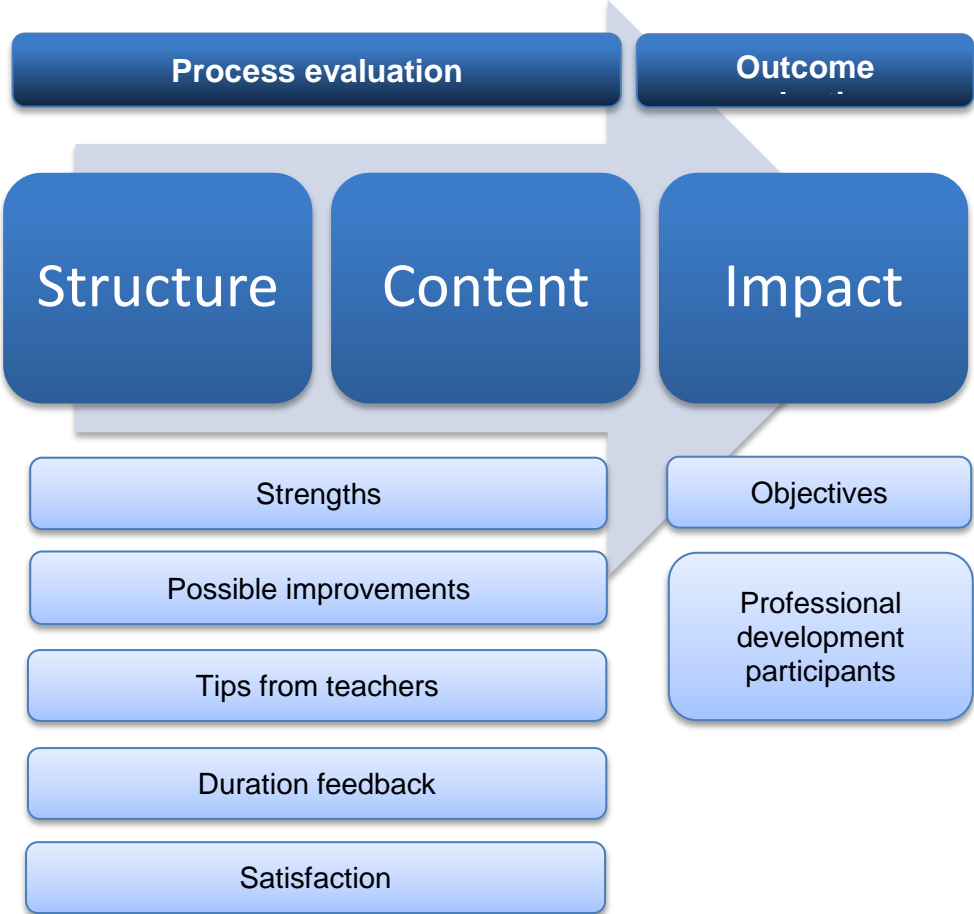 Process evaluation
Outcome
Structure
Content
Impact
Strengths
Possible improvements
Tips from teachers
Duration feedback
Satisfaction
Objectives
Professional
development
participants